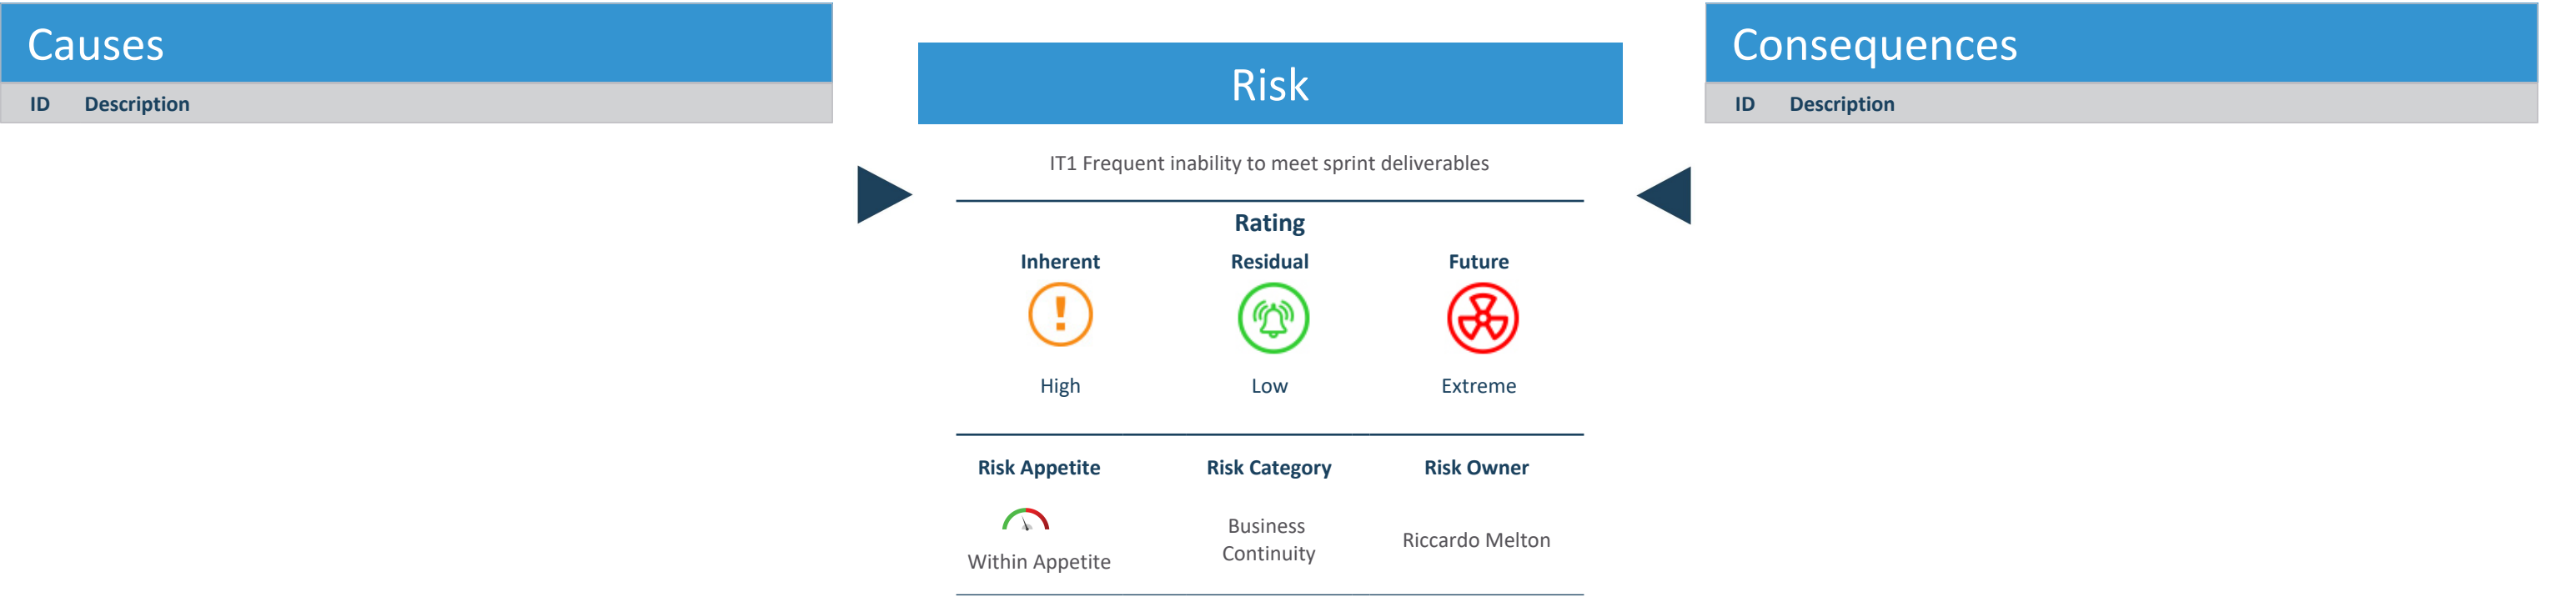 Causes
ID Description
Risk
IT1 Frequent inability to meet sprint deliverables
Rating
Inherent Residual Future
High Low Extreme
Risk Appetite Risk Category Risk Owner
Within Appetite
Business
Continuity
Riccardo Melton
Consequences
ID Description